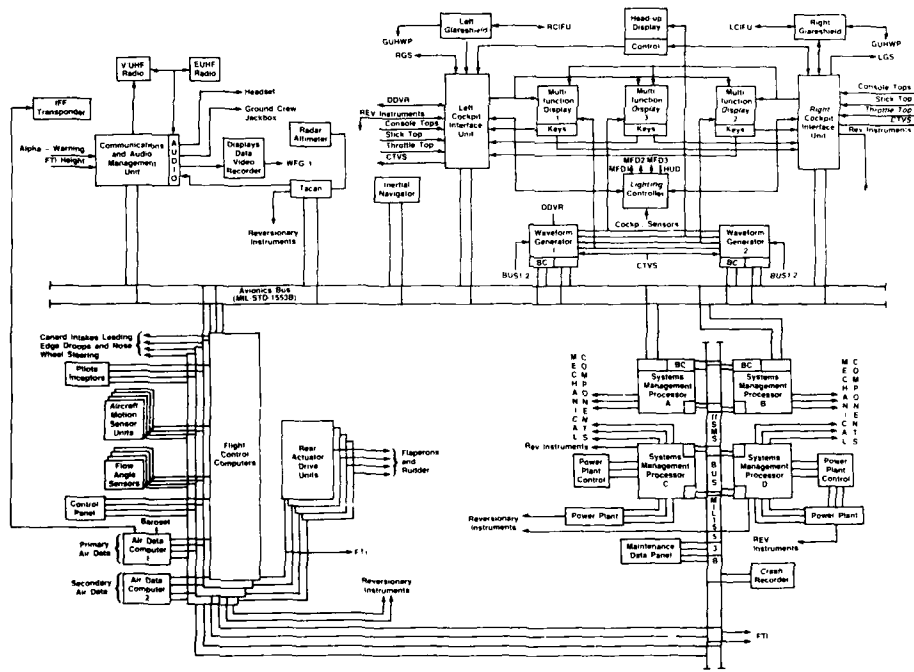 Left
Glareshield
RCIFU
GUHWP
RGS
Head-up
Display
Control
LCIFU
Right
Glareshield
GUHWP
LGS
V UHF
Radio
EUHF
Radio
IFF
Transponder
Headset
Ground Crew
Jackbox
Alpha - Warning
FTI Height
Communications
and Audio
Management
Unit
AUDIO
Displays
Data
Video
Recorder
WFG 1
Radar
Altimeter
Tacan
Reversionary
Instruments
Inertial
Navigator
DDVR
REV Instruments
Console Tops
Stick Top
Throttle Top
CTVS
Left
Cockpit
Interface
Unit
Multi
function
Display
1
Keys
Multi
function
Display
3
Keys
Multi
function
Display
2
Keys
Right
Cockpit
Interface
Unit
Console Tops
Stick Top
Throttle Top
CTVS
Rev Instruments
MFD2 MFD3
MFD1 HUD
Lighting
Controller
Cockp. Sensors
DDVR
Waveform
Generator
1
BC
BUS1 2
CTVS
Waveform
Generator
2
BC
BUS1 2
Avionics Bus
(MIL-STD 1553B)
Canard Intakes Leading
Edge Droops and Nose
Wheel Steering
Pilots
Inceptors
Aircraft
Motion
Sensor
Units
Flow
Angle
Sensors
Control
Panel
Baroset
Primary
Air Data
Air Data
Computer
1
Secondary
Air Data
Air Data
Computer
2
Flight
Control
Computers
Rear
Actuator
Drive
Units
Flaperons
and
Rudder
FTI
Reversionary
Instruments
FTI
MECHANICAL
COMPONENTS
BC
Systems
Management
Processor
A
BC
Systems
Management
Processor
B
MECHANICAL
COMPONENTS
Rev Instruments
Power
Plant
Control
Systems
Management
Processor
C
Systems
Management
Processor
D
Power
Plant
Control
SMS BUS MIL 1553B
Power Plant
Power Plant
Reversionary
Instruments
REV
Instruments
Maintenance
Data Panel
Crash
Recorder